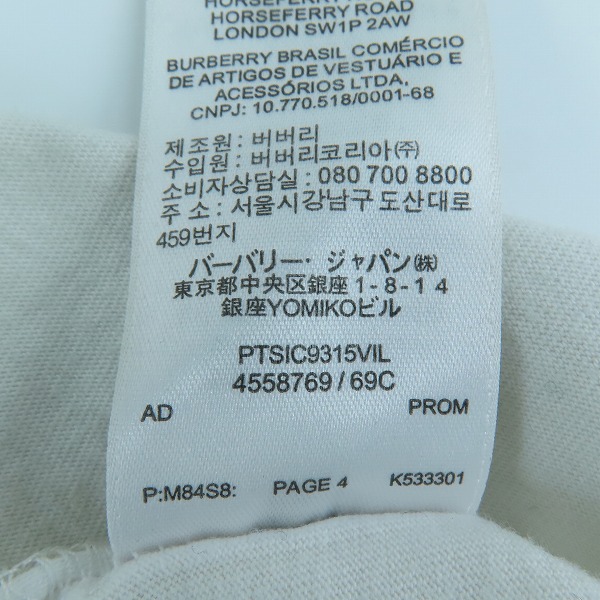 HORSEFERRY ROAD
LONDON SW1P 2AW
BURBERRY BRASIL COMÉRCIO
DE ARTIGOS DE VESTUÁRIO E
ACESSÓRIOS LTDA.
CNPJ: 10.770.518/0001-68
제조원 : 버버리
수입원 : 버버리코리아㈜
소비자상담실 : 080 700 8800
주 소 : 서울시강남구 도산대로
459번지
バーバリー・ジャパン㈱
東京都中央区銀座1-8-14
銀座YOMIKOビル
PTSIC9315VIL
4558769 / 69C
AD PROM
P:M84S8: PAGE 4 K533301